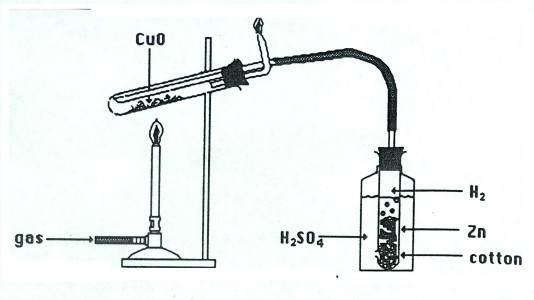 CuO
H₂
gas
H₂SO₄
Zn
cotton